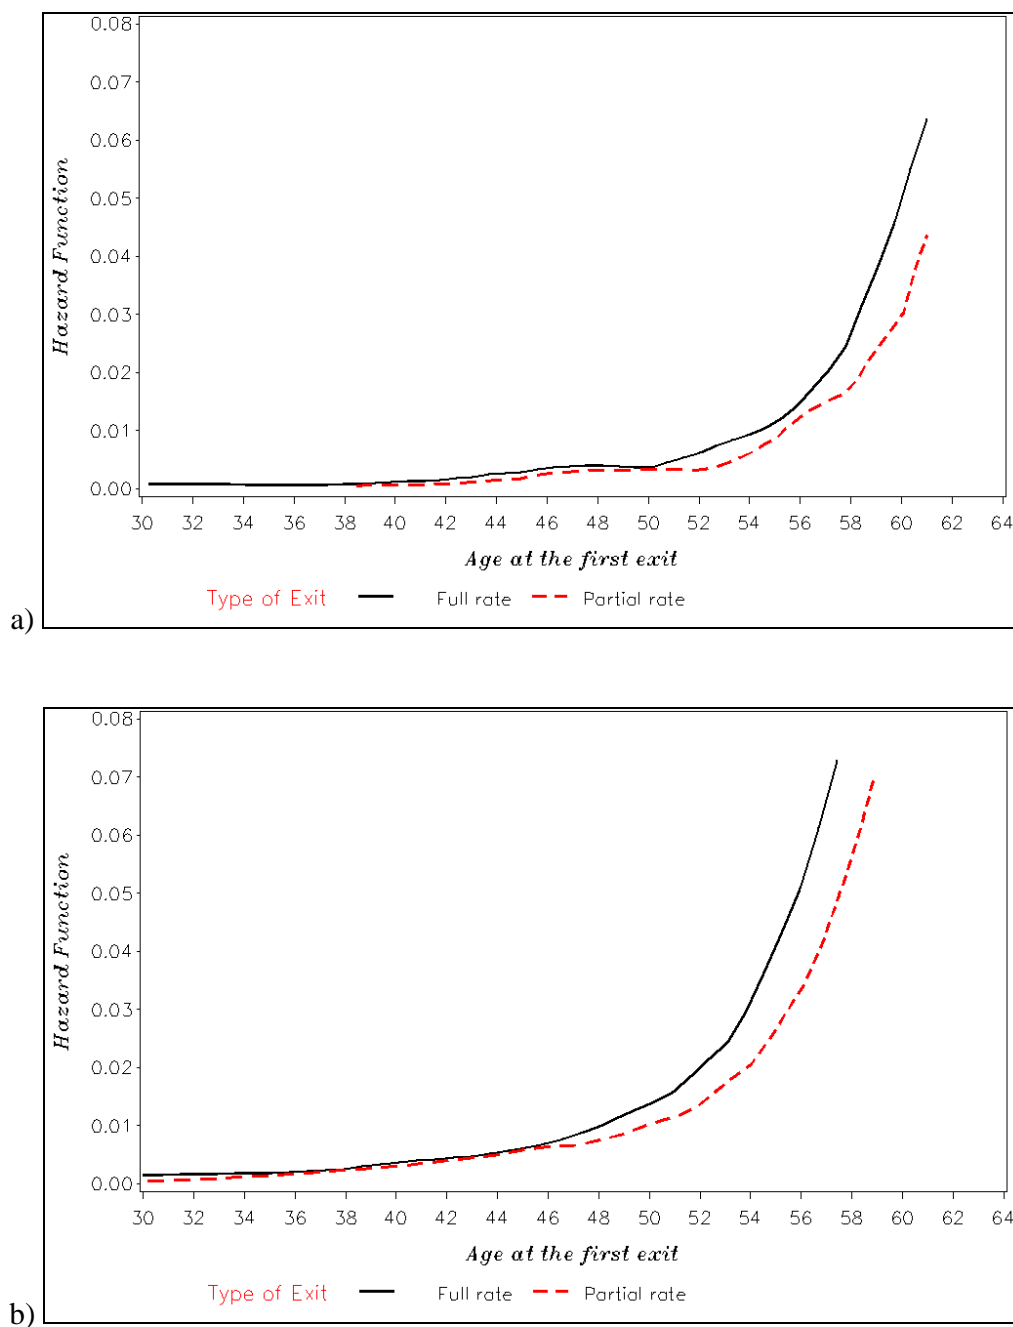 0.08
0.07
0.06
0.05
0.04
0.03
0.02
0.01
0.00
Hazard Function
30 32 34 36 38 40 42 44 46 48 50 52 54 56 58 60 62 64
Age at the first exit
Type of Exit Full rate Partial rate
a)
0.08
0.07
0.06
0.05
0.04
0.03
0.02
0.01
0.00
Hazard Function
30 32 34 36 38 40 42 44 46 48 50 52 54 56 58 60 62 64
Age at the first exit
Type of Exit Full rate Partial rate
b)